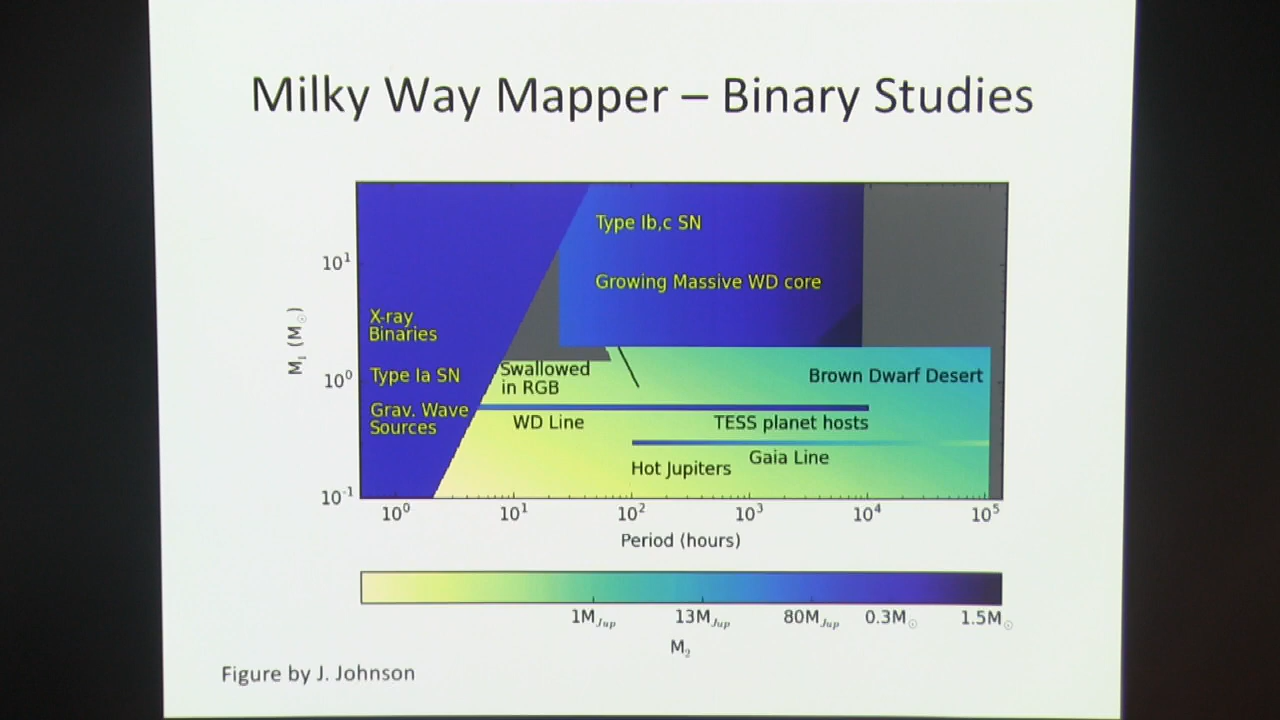 Milky Way Mapper – Binary Studies
Type Ib,c SN
Growing Massive WD core
X-ray
Binaries
Type Ia SN
Grav. Wave
Sources
Swallowed
in RGB
Brown Dwarf Desert
WD Line
TESS planet hosts
Gaia Line
Hot Jupiters
M₁ (M☉)
10¹
10⁰
10⁻¹
10⁰ 10¹ 10² 10³ 10⁴ 10⁵
Period (hours)
1M_Jup 13M_Jup 80M_Jup 0.3M☉ 1.5M☉
M₂
Figure by J. Johnson